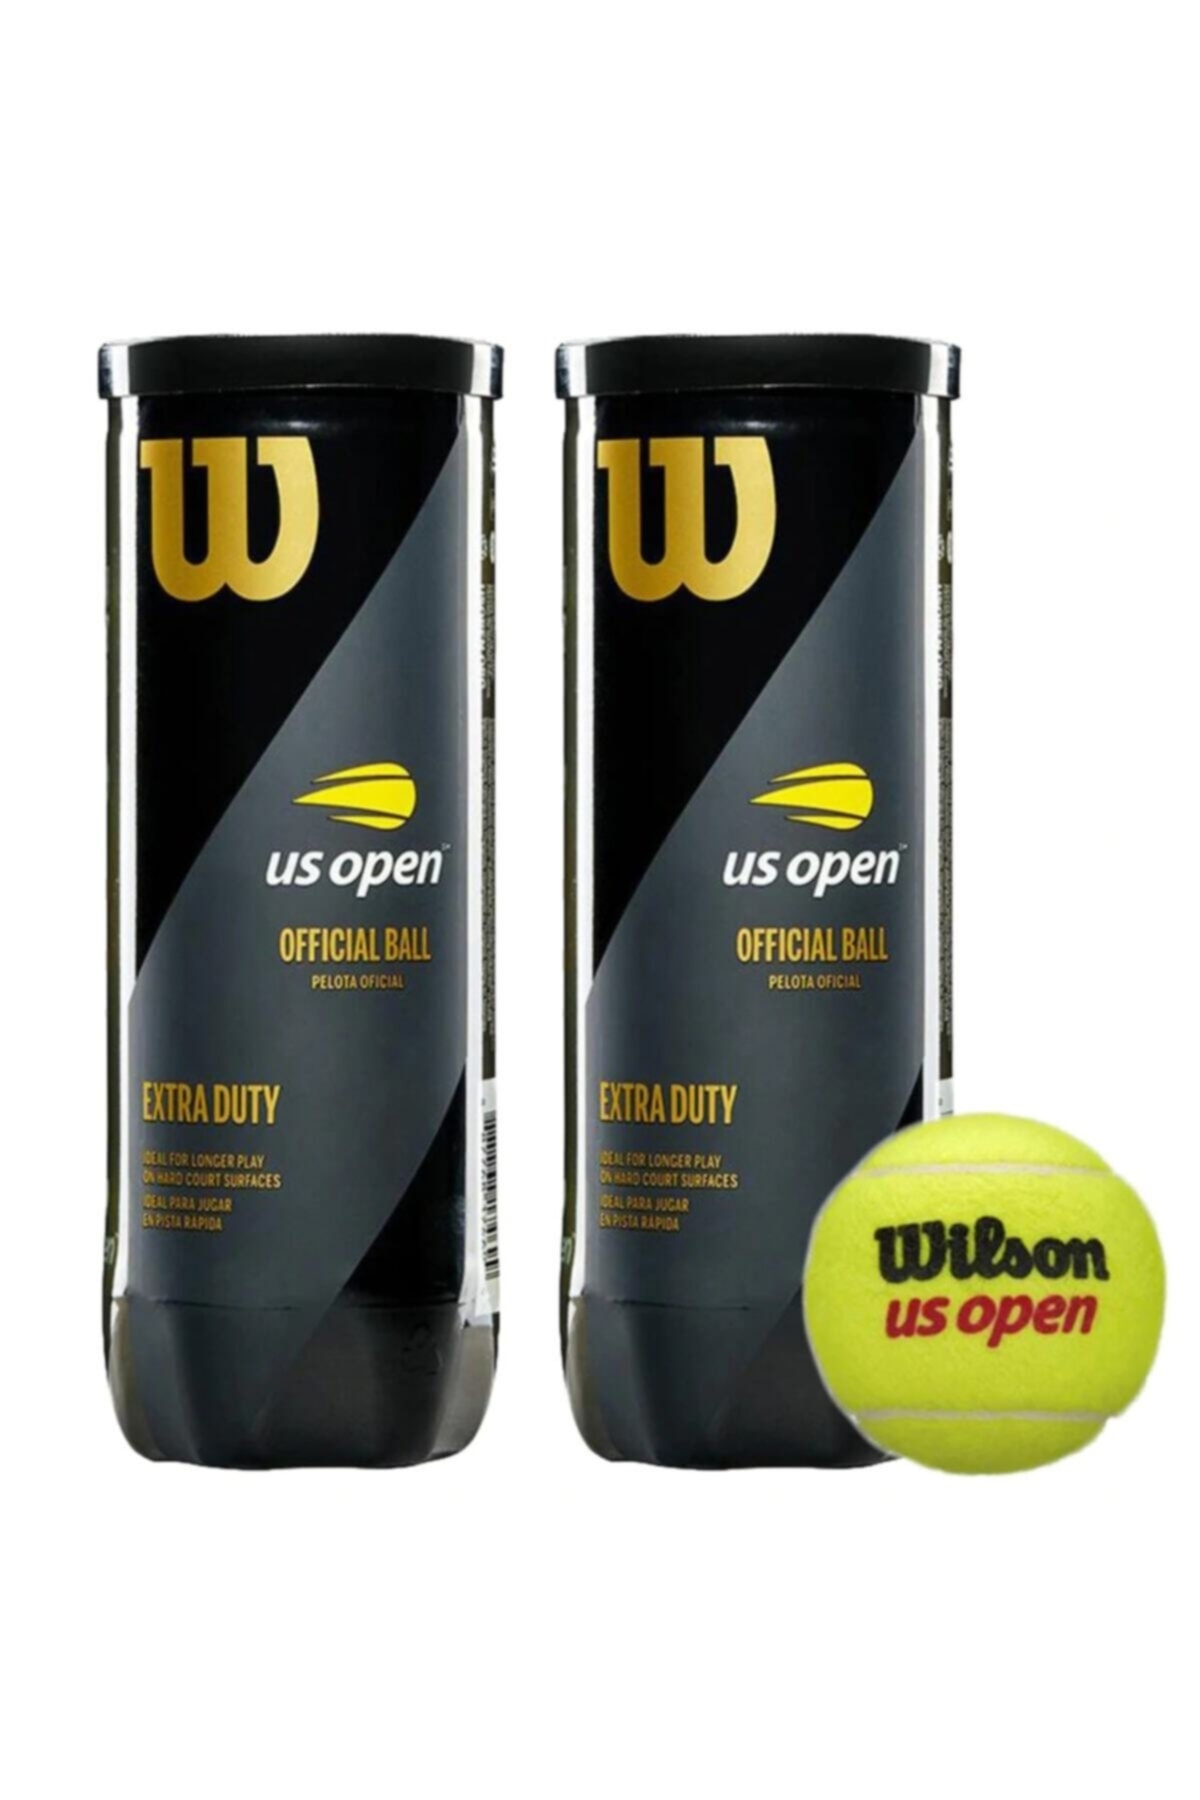 W
us open
OFFICIAL BALL
PELOTA OFICIAL
EXTRA DUTY
IDEAL FOR LONGER PLAY
ON HARD COURT SURFACES
IDEAL PARA JUGAR
EN PISTA RÁPIDA
W
us open
OFFICIAL BALL
PELOTA OFICIAL
EXTRA DUTY
IDEAL FOR LONGER PLAY
ON HARD COURT SURFACES
IDEAL PARA JUGAR
EN PISTA RÁPIDA
Wilson
us open